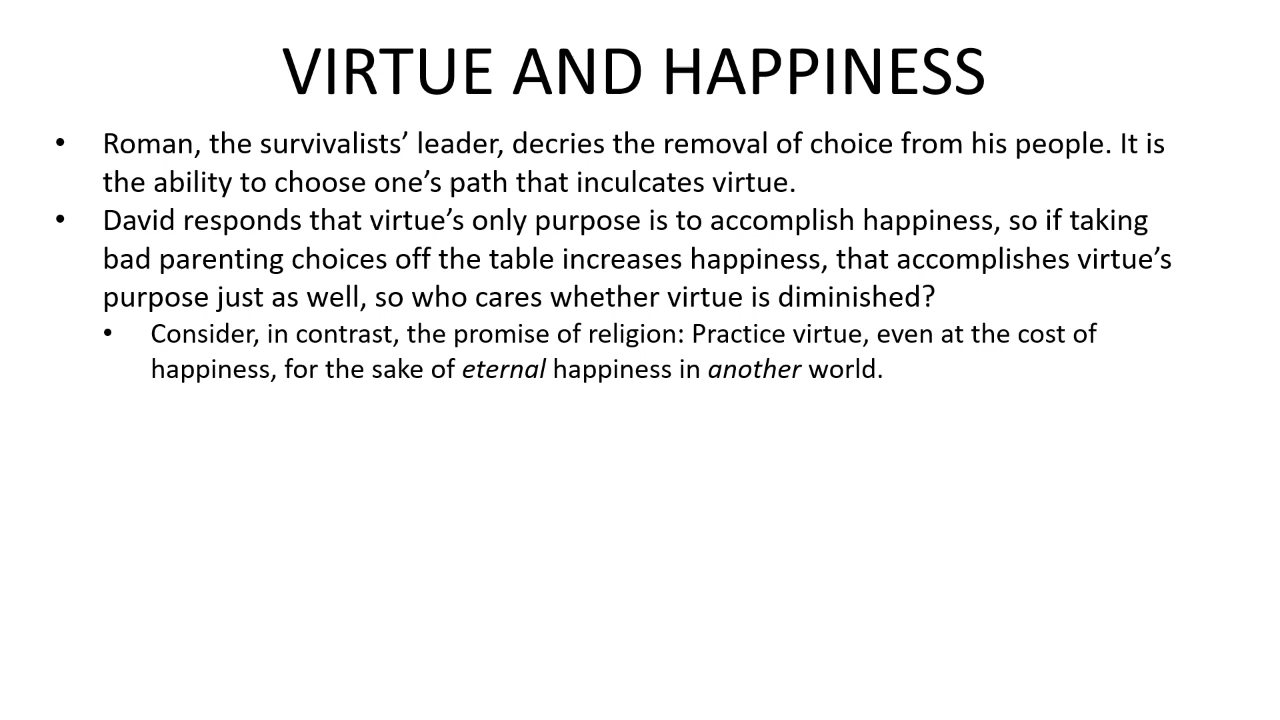 VIRTUE AND HAPPINESS
• Roman, the survivalists’ leader, decries the removal of choice from his people. It is
the ability to choose one’s path that inculcates virtue.
• David responds that virtue’s only purpose is to accomplish happiness, so if taking
bad parenting choices off the table increases happiness, that accomplishes virtue’s
purpose just as well, so who cares whether virtue is diminished?
• Consider, in contrast, the promise of religion: Practice virtue, even at the cost of
happiness, for the sake of eternal happiness in another world.